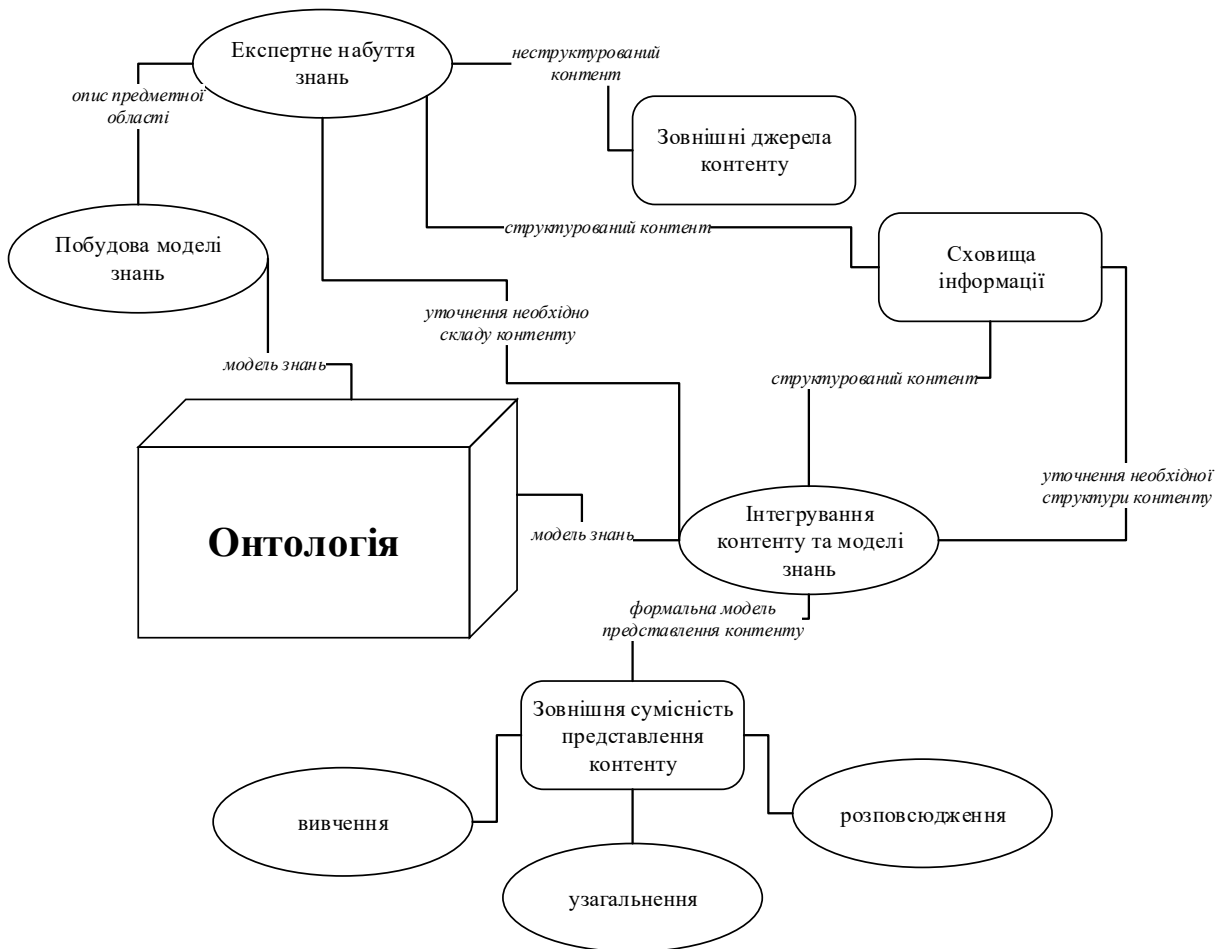 Експертне набуття
знань
неструктурований
контент
опис предметної
області
Зовнішні джерела
контенту
структурований контент
Побудова моделі
знань
Сховища
інформації
уточнення необхідно
складу контенту
модель знань
структурований контент
уточнення необхідної
структури контенту
Онтологія
модель знань
Інтегрування
контенту та моделі
знань
формальна модель
представлення контенту
Зовнішня сумісність
представлення
контенту
вивчення
розповсюдження
узагальнення